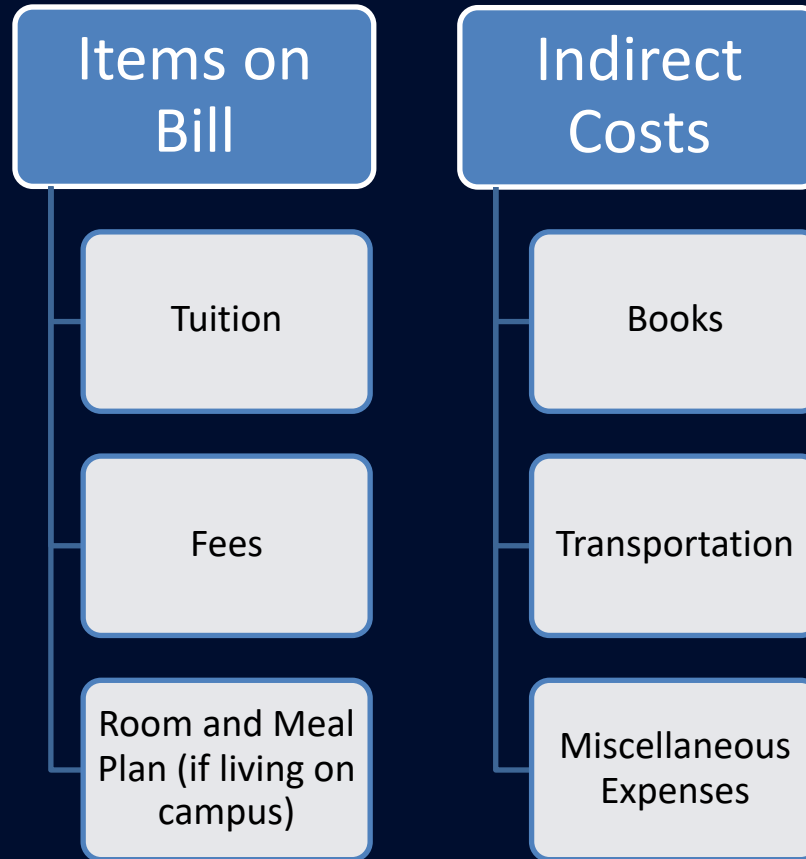 Items on
Bill
Tuition
Fees
Room and Meal
Plan (if living on
campus)
Indirect
Costs
Books
Transportation
Miscellaneous
Expenses